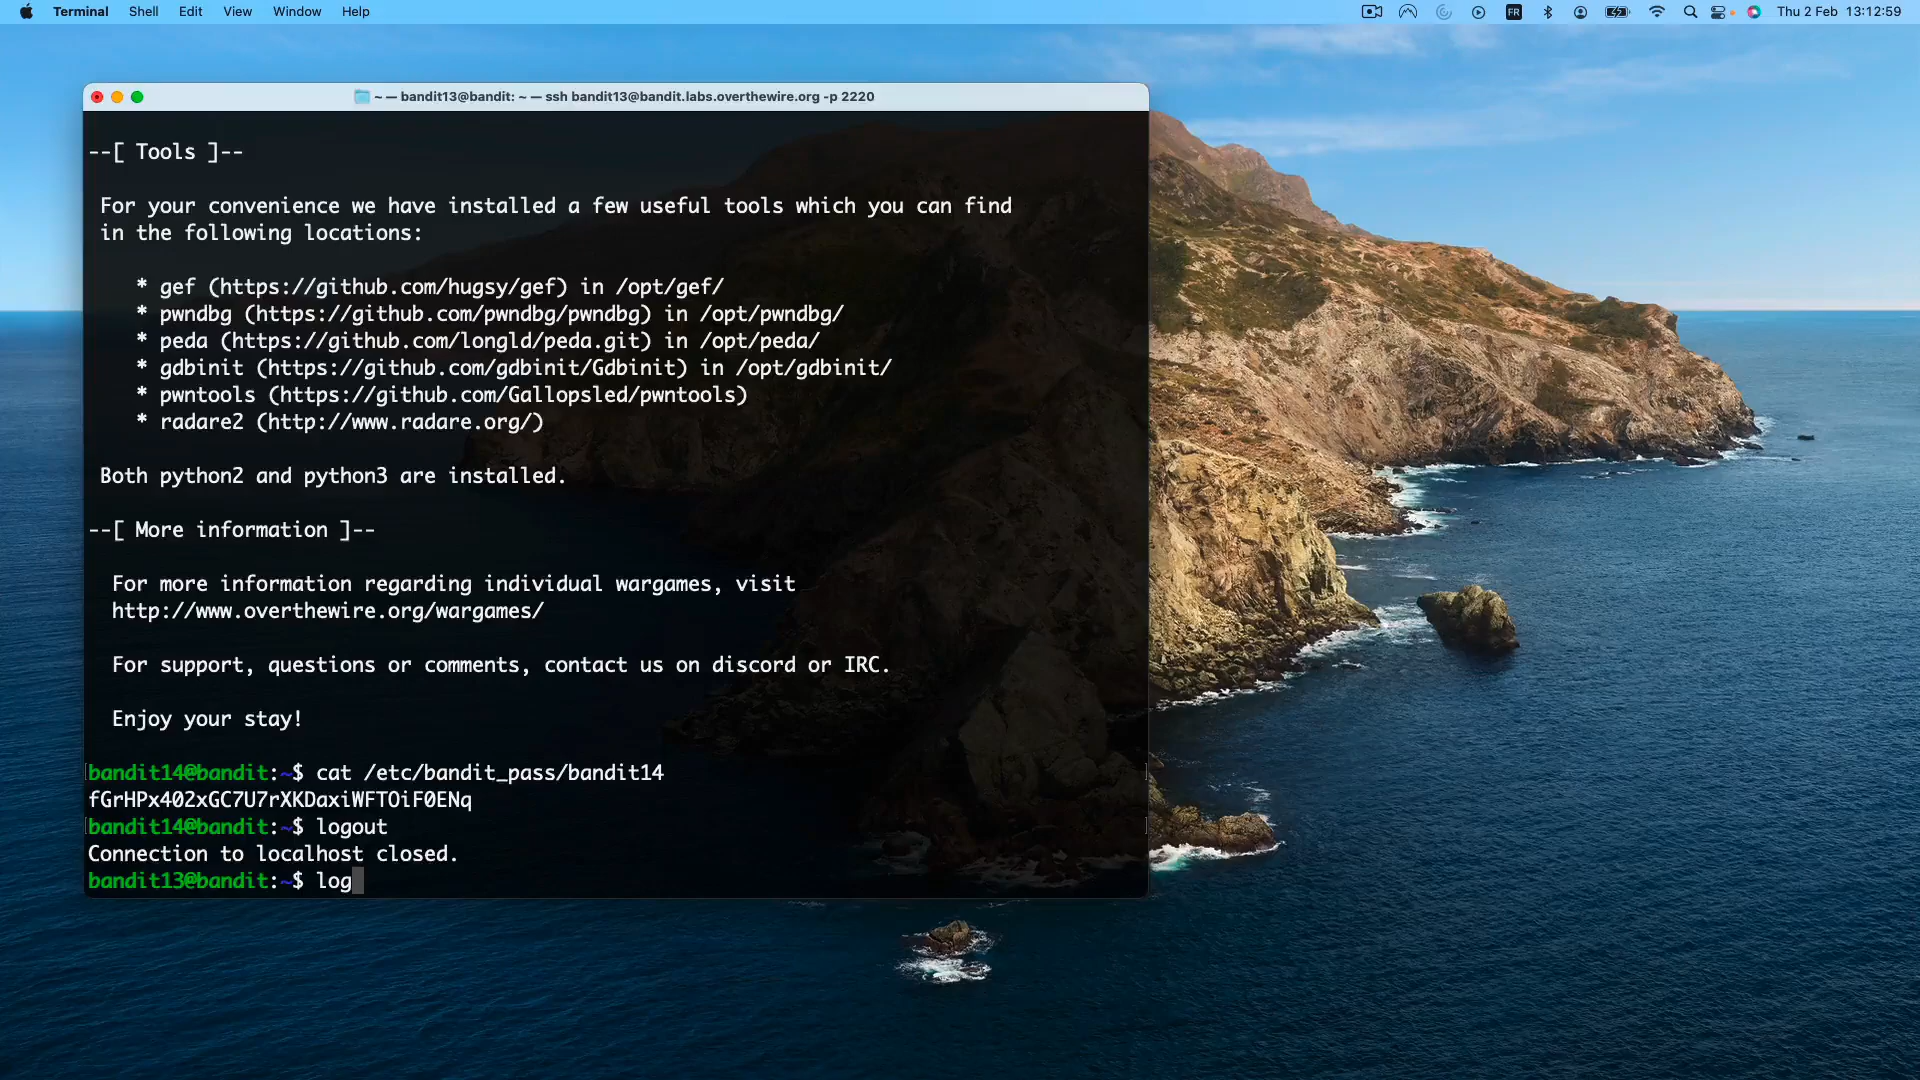 Terminal Shell Edit View Window Help FR Thu 2 Feb 13:12:59
~ — bandit13@bandit: ~ — ssh bandit13@bandit.labs.overthewire.org -p 2220
--[ Tools ]--
For your convenience we have installed a few useful tools which you can find
in the following locations:
* gef (https://github.com/hugsy/gef) in /opt/gef/
* pwndbg (https://github.com/pwndbg/pwndbg) in /opt/pwndbg/
* peda (https://github.com/longld/peda.git) in /opt/peda/
* gdbinit (https://github.com/gdbinit/Gdbinit) in /opt/gdbinit/
* pwntools (https://github.com/Gallopsled/pwntools)
* radare2 (http://www.radare.org/)
Both python2 and python3 are installed.
--[ More information ]--
For more information regarding individual wargames, visit
http://www.overthewire.org/wargames/
For support, questions or comments, contact us on discord or IRC.
Enjoy your stay!
bandit14@bandit:~$ cat /etc/bandit_pass/bandit14
fGrHPx402xGC7U7rXKDaxiWFTOiF0ENq
bandit14@bandit:~$ logout
Connection to localhost closed.
bandit13@bandit:~$ log